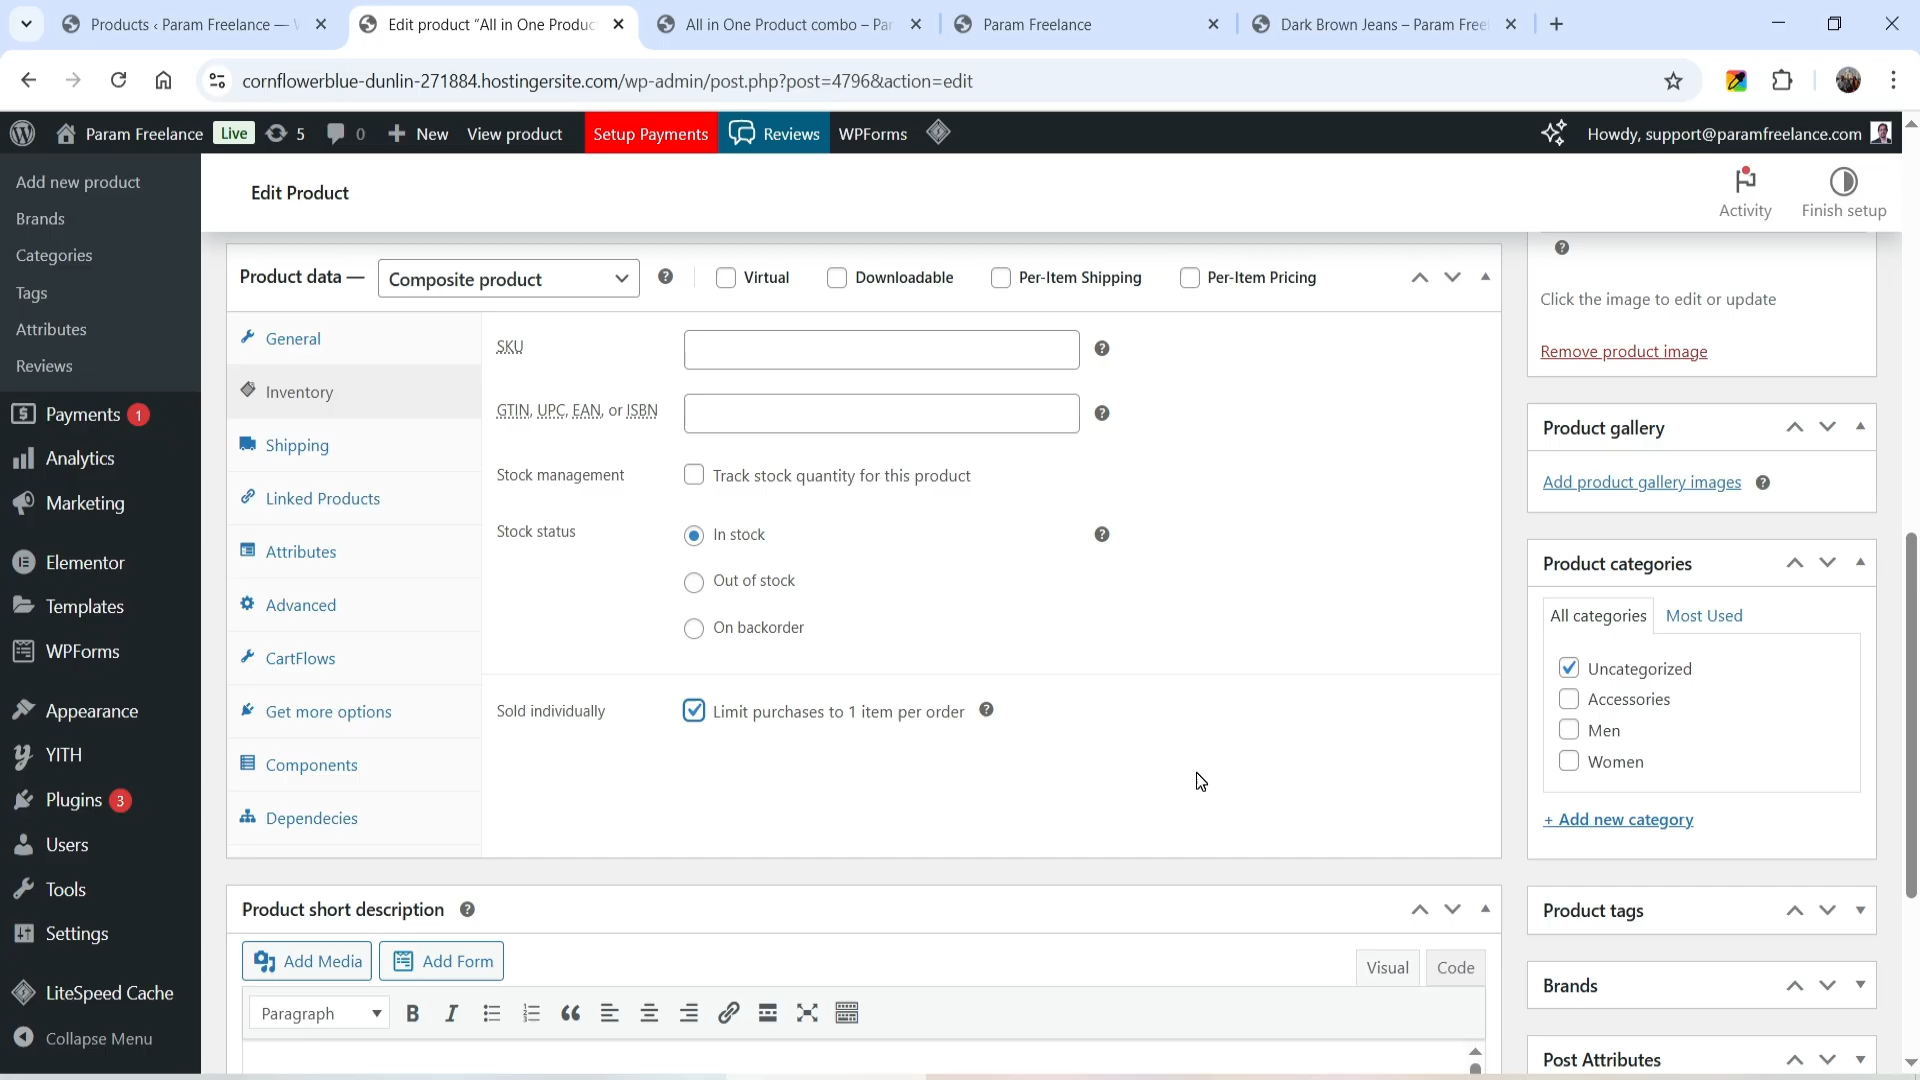 Products ‹ Param Freelance —
Edit product “All in One Produc
All in One Product combo – Pa
Param Freelance
Dark Brown Jeans – Param Free
cornflowerblue-dunlin-271884.hostingersite.com/wp-admin/post.php?post=4796&action=edit
Param Freelance
Live
5
0
New
View product
Setup Payments
Reviews
WPForms
Howdy, support@paramfreelance.com
Add new product
Brands
Categories
Tags
Attributes
Reviews
Payments 1
Analytics
Marketing
Elementor
Templates
WPForms
Appearance
YITH
Plugins 3
Users
Tools
Settings
LiteSpeed Cache
Collapse Menu
Edit Product
Activity
Finish setup
Product data —
Composite product
Virtual
Downloadable
Per-Item Shipping
Per-Item Pricing
General
Inventory
Shipping
Linked Products
Attributes
Advanced
CartFlows
Get more options
Components
Dependecies
SKU
GTIN, UPC, EAN, or ISBN
Stock management
Track stock quantity for this product
Stock status
In stock
Out of stock
On backorder
Sold individually
Limit purchases to 1 item per order
Product short description
Add Media
Add Form
Visual
Code
Paragraph
Click the image to edit or update
Remove product image
Product gallery
Add product gallery images
Product categories
All categories
Most Used
Uncategorized
Accessories
Men
Women
+ Add new category
Product tags
Brands
Post Attributes